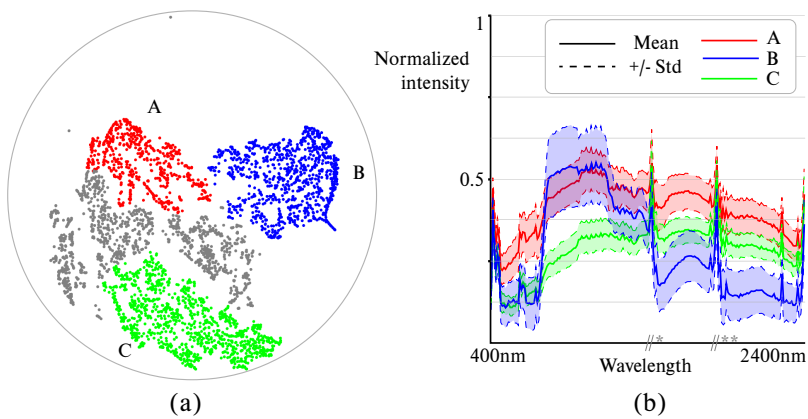 A
B
C
(a)
1
Normalized
intensity
0.5
Mean
+/- Std
A
B
C
//* //**
400nm Wavelength 2400nm
(b)